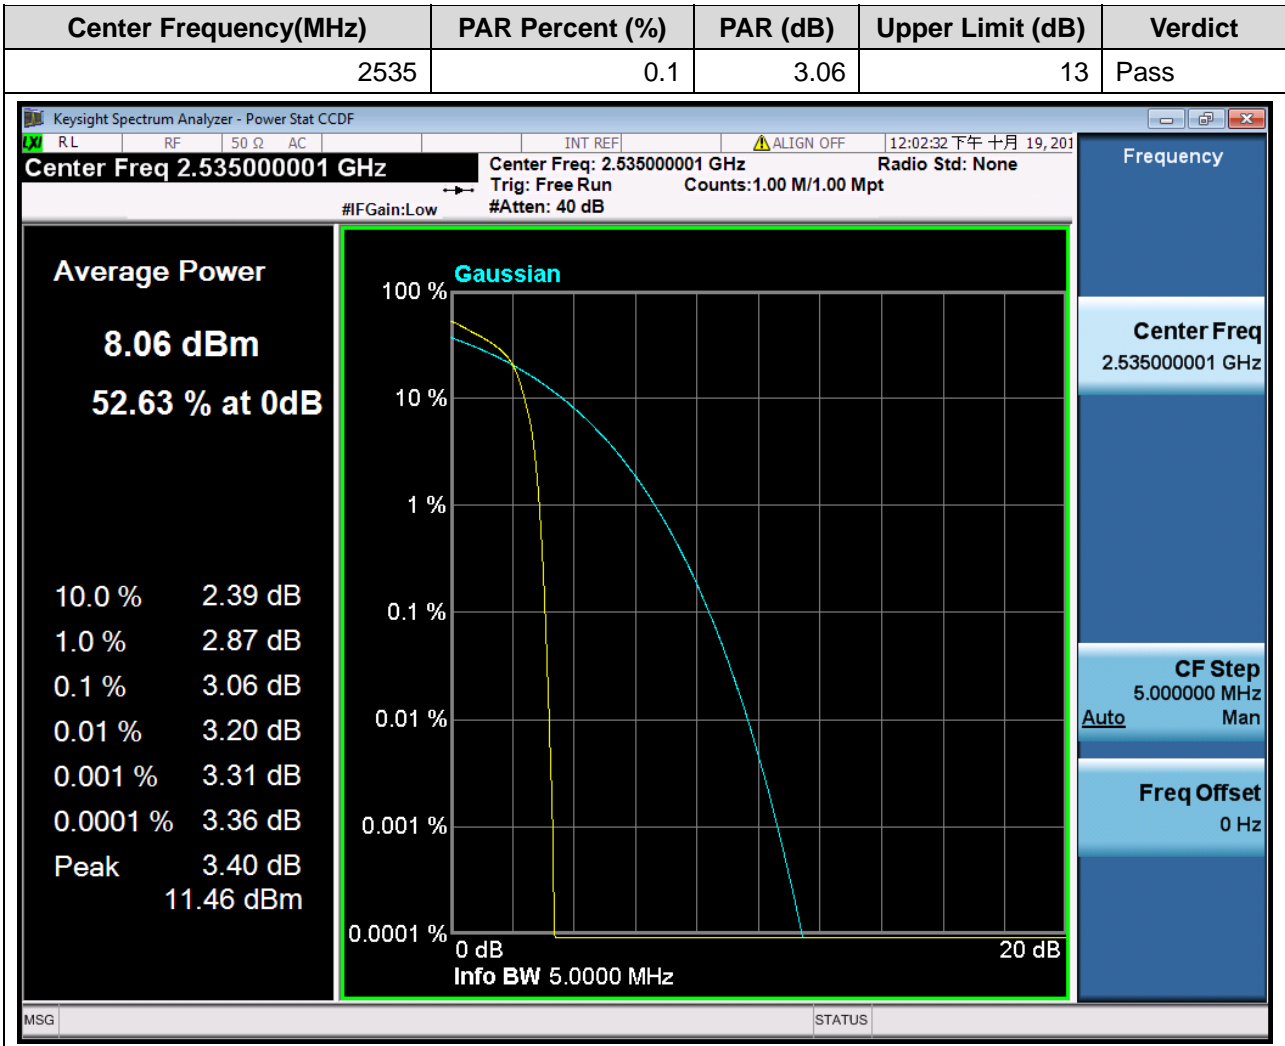 Center Frequency(MHz) PAR Percent (%) PAR (dB) Upper Limit (dB) Verdict
2535 0.1 3.06 13 Pass
Keysight Spectrum Analyzer - Power Stat CCDF
LXI RL RF 50 Ω AC INT REF ALIGN OFF 12:02:32 下午 十月 19, 201
Center Freq 2.535000001 GHz
Center Freq: 2.535000001 GHz Radio Std: None
Trig: Free Run Counts:1.00 M/1.00 Mpt
#IFGain:Low #Atten: 40 dB
Average Power
8.06 dBm
52.63 % at 0dB
10.0 % 2.39 dB
1.0 % 2.87 dB
0.1 % 3.06 dB
0.01 % 3.20 dB
0.001 % 3.31 dB
0.0001 % 3.36 dB
Peak 3.40 dB
11.46 dBm
Gaussian
100 %
10 %
1 %
0.1 %
0.01 %
0.001 %
0.0001 %
0 dB 20 dB
Info BW 5.0000 MHz
Frequency
Center Freq
2.535000001 GHz
CF Step
5.000000 MHz
Auto Man
Freq Offset
0 Hz
MSG STATUS